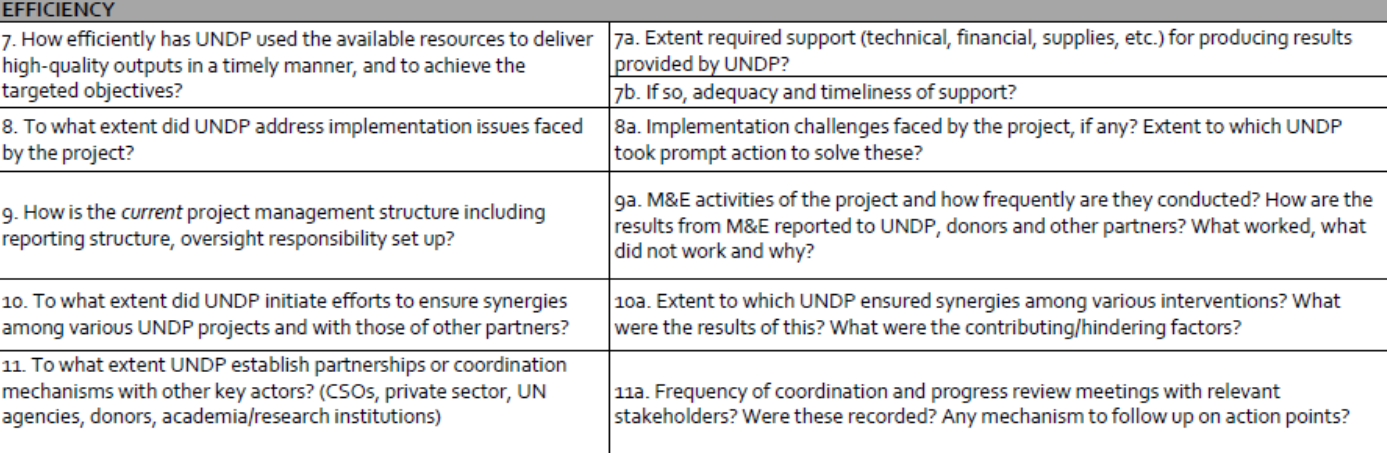 EFFICIENCY
7. How efficiently has UNDP used the available resources to deliver
high-quality outputs in a timely manner, and to achieve the
targeted objectives?
7a. Extent required support (technical, financial, supplies, etc.) for producing results
provided by UNDP?
7b. If so, adequacy and timeliness of support?
8. To what extent did UNDP address implementation issues faced
by the project?
8a. Implementation challenges faced by the project, if any? Extent to which UNDP
took prompt action to solve these?
9. How is the current project management structure including
reporting structure, oversight responsibility set up?
9a. M&E activities of the project and how frequently are they conducted? How are the
results from M&E reported to UNDP, donors and other partners? What worked, what
did not work and why?
10. To what extent did UNDP initiate efforts to ensure synergies
among various UNDP projects and with those of other partners?
10a. Extent to which UNDP ensured synergies among various interventions? What
were the results of this? What were the contributing/hindering factors?
11. To what extent UNDP establish partnerships or coordination
mechanisms with other key actors? (CSOs, private sector, UN
agencies, donors, academia/research institutions)
11a. Frequency of coordination and progress review meetings with relevant
stakeholders? Were these recorded? Any mechanism to follow up on action points?